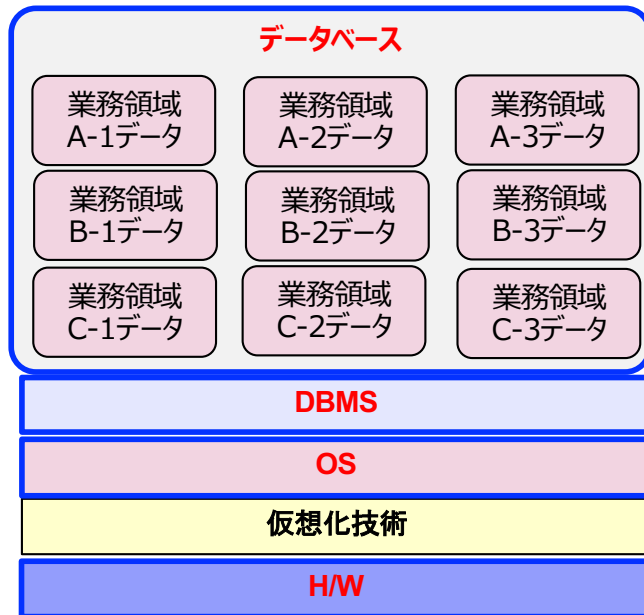 データベース
業務領域
A-1データ
業務領域
A-2データ
業務領域
A-3データ
業務領域
B-1データ
業務領域
B-2データ
業務領域
B-3データ
業務領域
C-1データ
業務領域
C-2データ
業務領域
C-3データ
DBMS
OS
仮想化技術
H/W